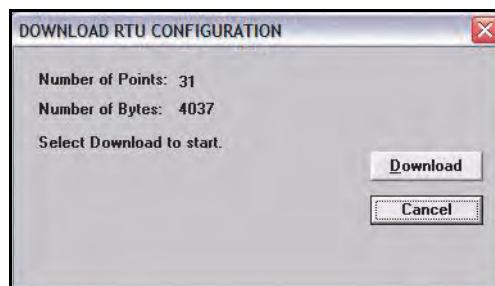 DOWNLOAD RTU CONFIGURATION
Number of Points: 31
Number of Bytes: 4037
Select Download to start.
Download
Cancel